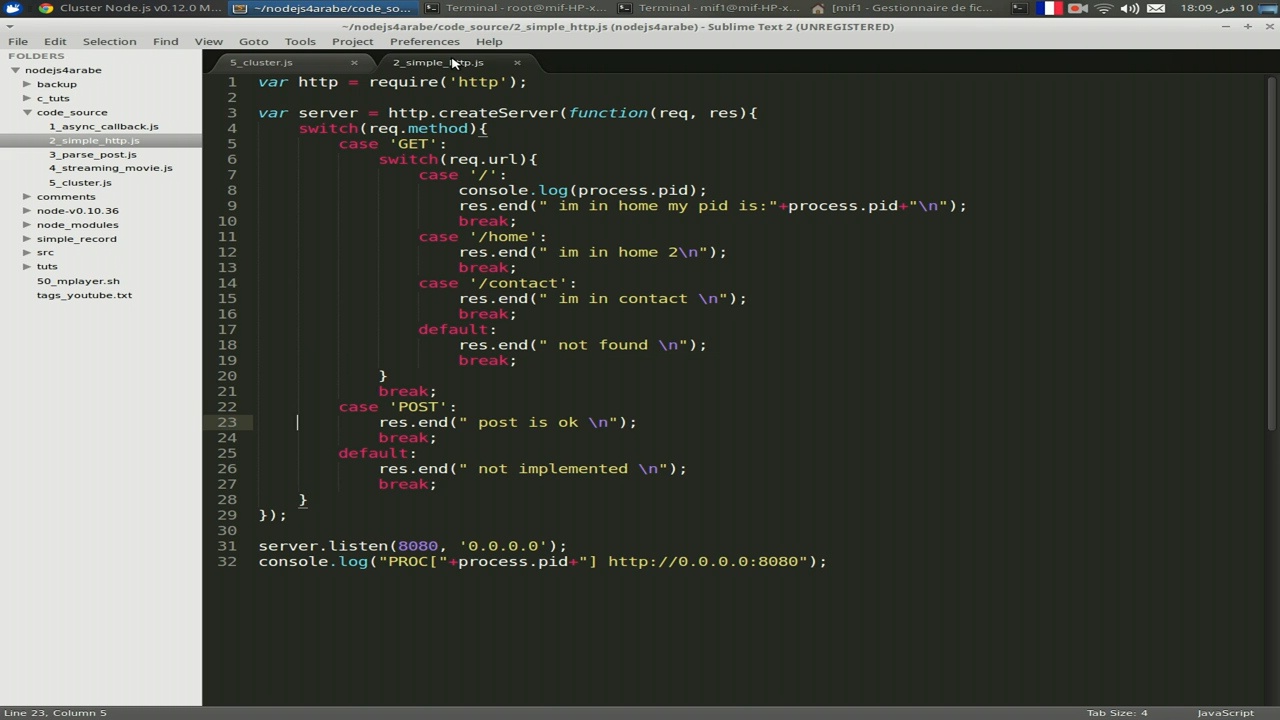 Cluster Node.js v0.12.0 M...
~/nodejs4arabe/code_so...
Terminal - root@mif-HP-x...
Terminal - mif1@mif-HP-x...
[mif1 - Gestionnaire de fic...
10 فبر, 18:09
~/nodejs4arabe/code_source/2_simple_http.js (nodejs4arabe) - Sublime Text 2 (UNREGISTERED)
File Edit Selection Find View Goto Tools Project Preferences Help
FOLDERS
nodejs4arabe
backup
c_tuts
code_source
1_async_callback.js
2_simple_http.js
3_parse_post.js
4_streaming_movie.js
5_cluster.js
comments
node-v0.10.36
node_modules
simple_record
src
tuts
50_mplayer.sh
tags_youtube.txt
5_cluster.js
2_simple_http.js
1 var http = require('http');
2
3 var server = http.createServer(function(req, res){
4 switch(req.method){
5 case 'GET':
6 switch(req.url){
7 case '/':
8 console.log(process.pid);
9 res.end(" im in home my pid is:"+process.pid+"\n");
10 break;
11 case '/home':
12 res.end(" im in home 2\n");
13 break;
14 case '/contact':
15 res.end(" im in contact \n");
16 break;
17 default:
18 res.end(" not found \n");
19 break;
20 }
21 break;
22 case 'POST':
23 res.end(" post is ok \n");
24 break;
25 default:
26 res.end(" not implemented \n");
27 break;
28 }
29 });
30
31 server.listen(8080, '0.0.0.0');
32 console.log("PROC["+process.pid+"] http://0.0.0.0:8080");
Line 23, Column 5
Tab Size: 4
JavaScript